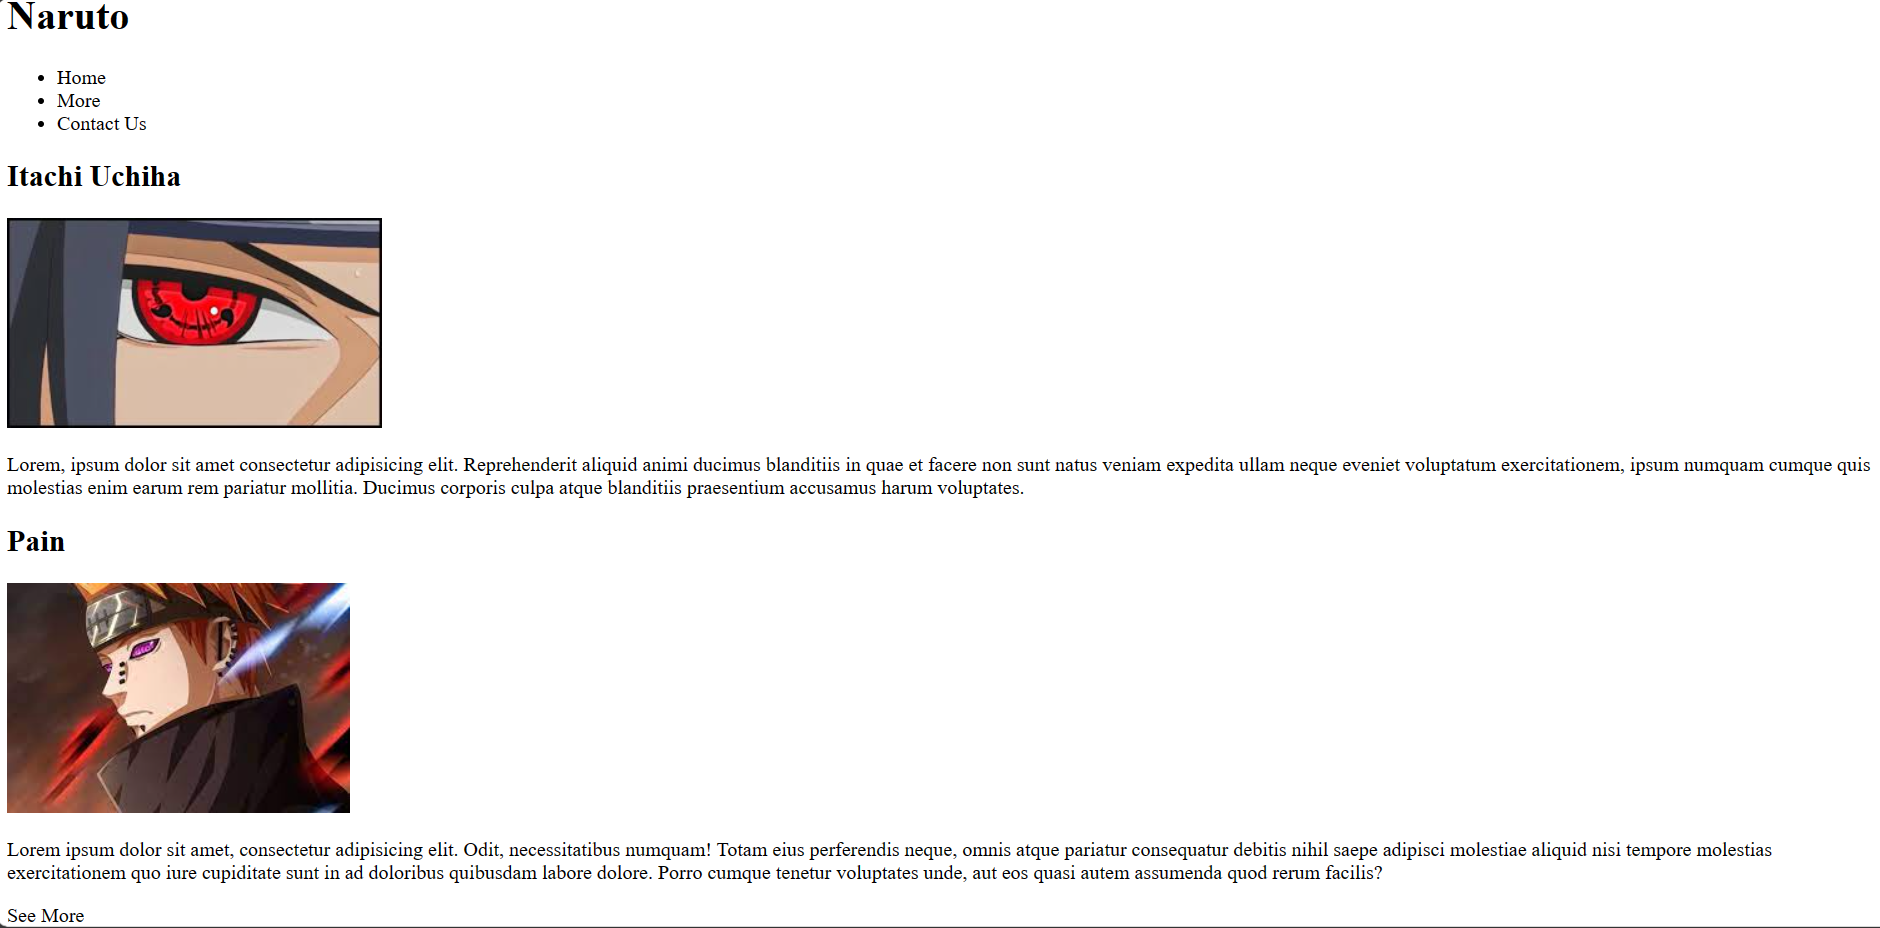 Naruto
Home
More
Contact Us
Itachi Uchiha
Lorem, ipsum dolor sit amet consectetur adipisicing elit. Reprehenderit aliquid animi ducimus blanditiis in quae et facere non sunt natus veniam expedita ullam neque eveniet voluptatum exercitationem, ipsum numquam cumque quis
molestias enim earum rem pariatur mollitia. Ducimus corporis culpa atque blanditiis praesentium accusamus harum voluptates.
Pain
Lorem ipsum dolor sit amet, consectetur adipisicing elit. Odit, necessitatibus numquam! Totam eius perferendis neque, omnis atque pariatur consequatur debitis nihil saepe adipisci molestiae aliquid nisi tempore molestias
exercitationem quo iure cupiditate sunt in ad doloribus quibusdam labore dolore. Porro cumque tenetur voluptates unde, aut eos quasi autem assumenda quod rerum facilis?
See More